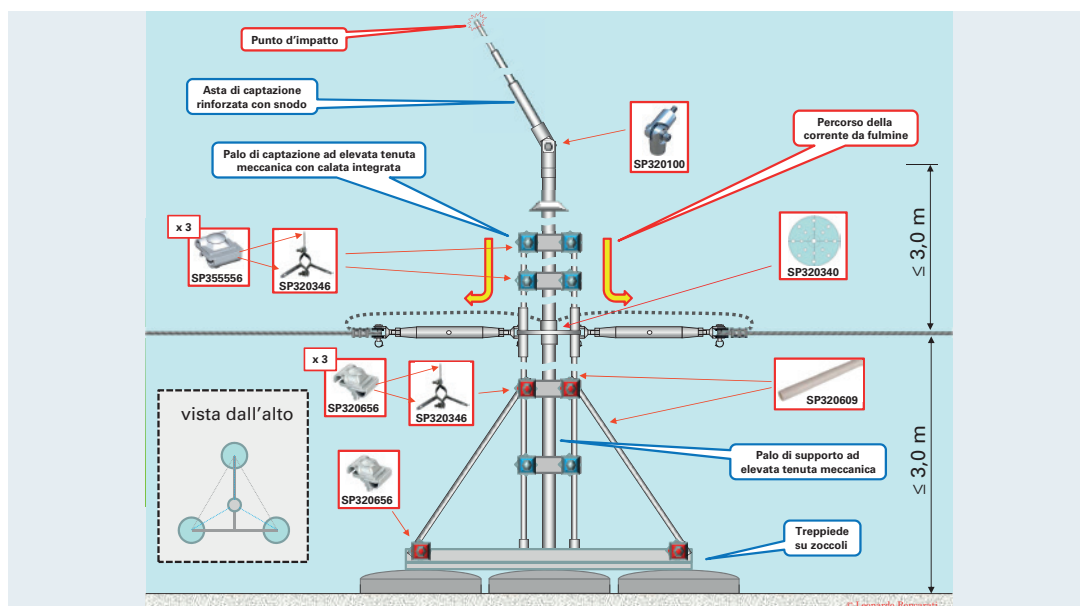 Punto d'impatto
Asta di captazione
rinforzata con snodo
Percorso della
corrente da fulmine
SP320100
Palo di captazione ad elevata tenuta
meccanica con calata integrata
x 3
SP355556
SP320346
SP320340
≤ 3,0 m
x 3
SP320656
SP320346
SP320609
vista dall'alto
Palo di supporto ad
elevata tenuta meccanica
≤ 3,0 m
SP320656
Treppiede
su zoccoli
© Leonardo